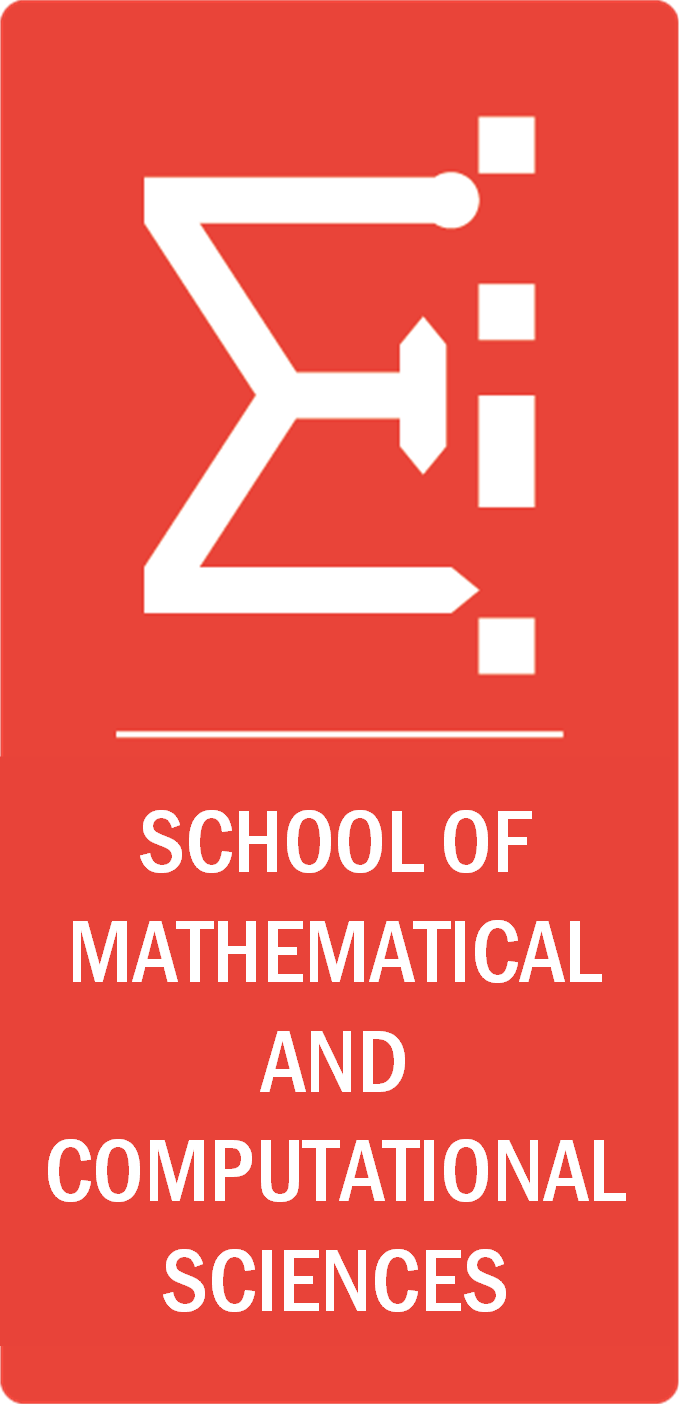 SCHOOL OF
MATHEMATICAL
AND
COMPUTATIONAL
SCIENCES